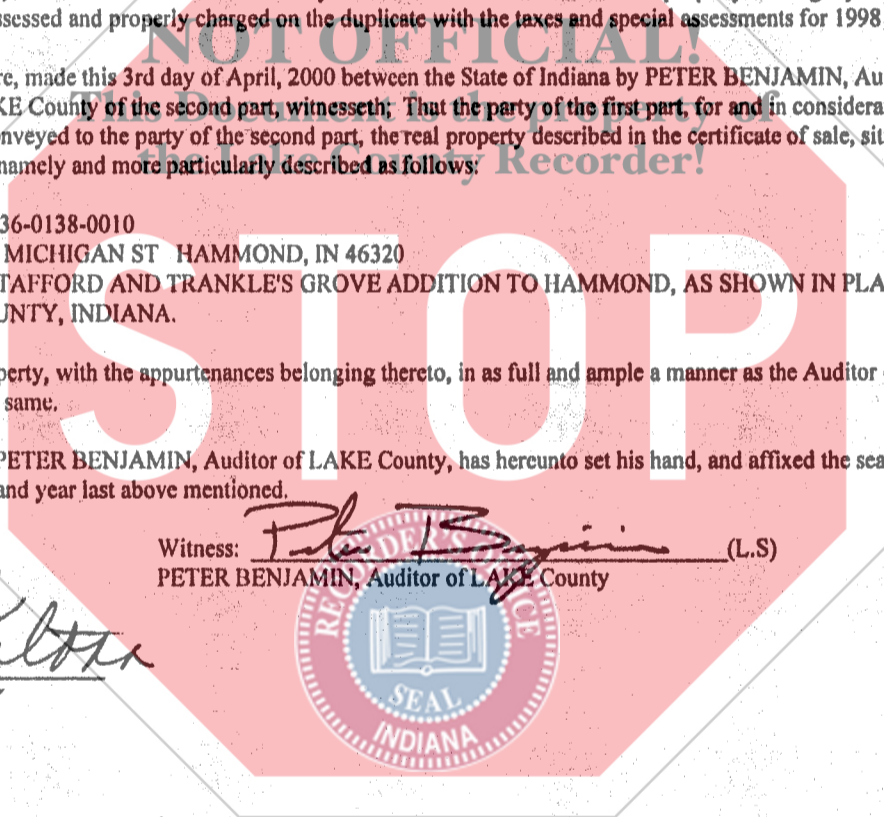 ssessed and properly charged on the duplicate with the taxes and special assessments for 1998
NOT OFFICIAL!
re, made this 3rd day of April, 2000 between the State of Indiana by PETER BENJAMIN, Au
This Document is the property of
KE County of the second part, witnesseth; That the party of the first part, for and in considera
onveyed to the party of the second part, the real property described in the certificate of sale, sit
the Lake County Recorder!
namely and more particularly described as follows:
36-0138-0010
MICHIGAN ST HAMMOND, IN 46320
TAFFORD AND TRANKLE'S GROVE ADDITION TO HAMMOND, AS SHOWN IN PLA
UNTY, INDIANA.
STOP
perty, with the appurtenances belonging thereto, in as full and ample a manner as the Auditor
same.
PETER BENJAMIN, Auditor of LAKE County, has hereunto set his hand, and affixed the sea
and year last above mentioned.
Witness: Peter Benjamin (L.S)
PETER BENJAMIN, Auditor of LAKE County
RECORDER'S OFFICE
SEAL
INDIANA